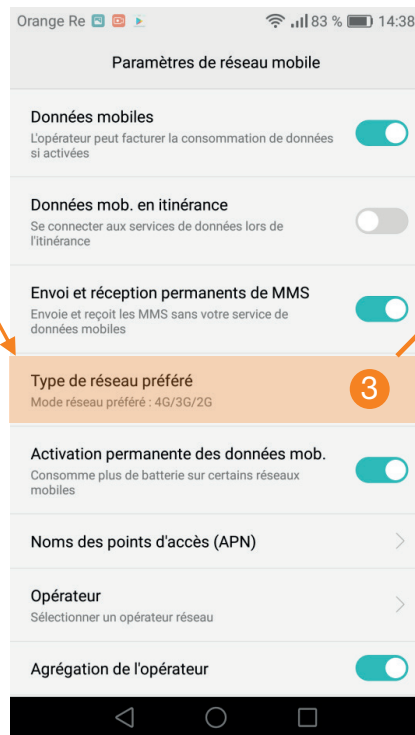 Orange Re 83 % 14:38
Paramètres de réseau mobile
Données mobiles
L'opérateur peut facturer la consommation de données
si activées
Données mob. en itinérance
Se connecter aux services de données lors de
l'itinérance
Envoi et réception permanents de MMS
Envoie et reçoit les MMS sans votre service de
données mobiles
Type de réseau préféré
Mode réseau préféré : 4G/3G/2G
3
Activation permanente des données mob.
Consomme plus de batterie sur certains réseaux
mobiles
Noms des points d'accès (APN)
Opérateur
Sélectionner un opérateur réseau
Agrégation de l'opérateur